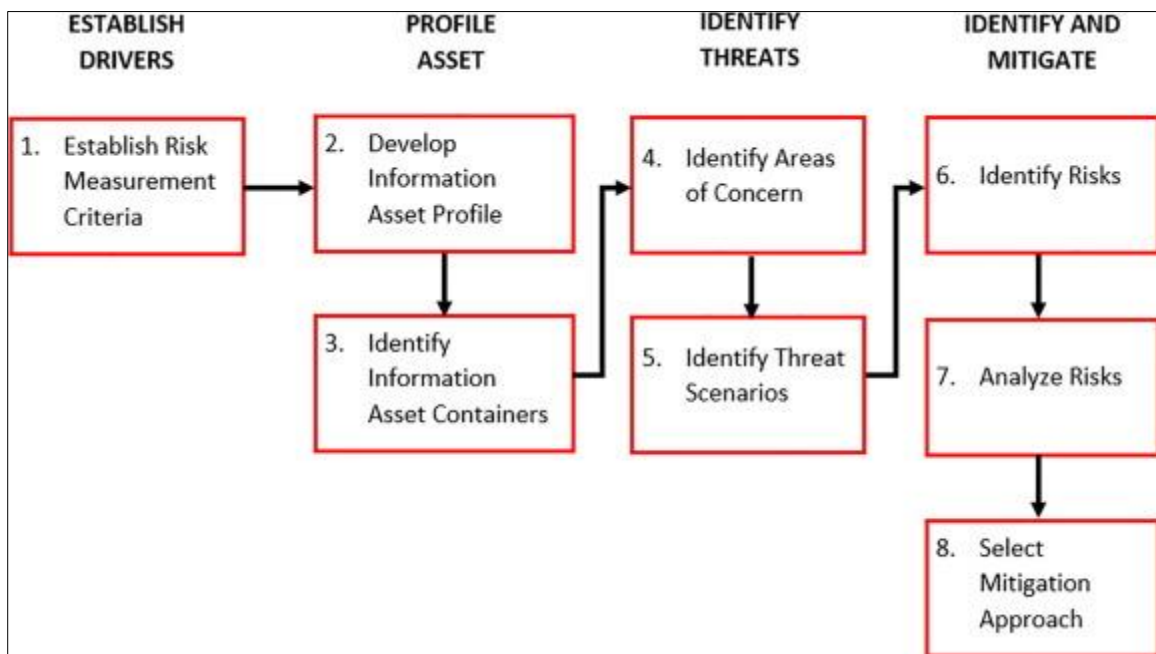 ESTABLISH
DRIVERS
PROFILE
ASSET
IDENTIFY
THREATS
IDENTIFY AND
MITIGATE
1. Establish Risk
Measurement
Criteria
2. Develop
Information
Asset Profile
3. Identify
Information
Asset Containers
4. Identify Areas
of Concern
5. Identify Threat
Scenarios
6. Identify Risks
7. Analyze Risks
8. Select
Mitigation
Approach